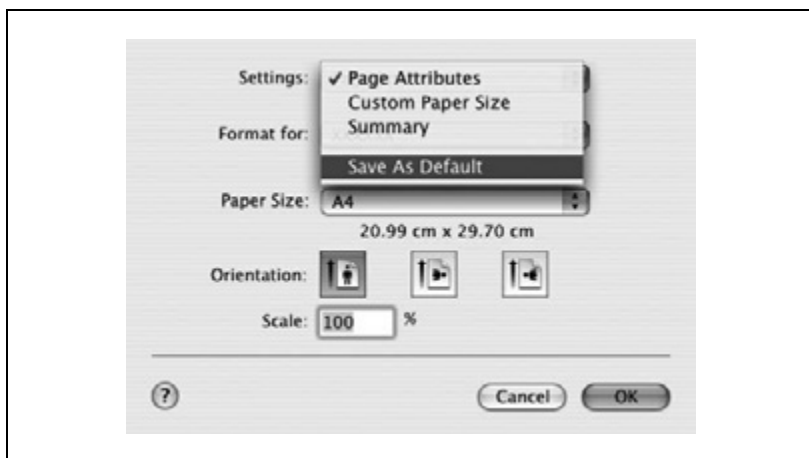 Settings: ✓ Page Attributes
Custom Paper Size
Summary
Format for:
Save As Default
Paper Size: A4
20.99 cm x 29.70 cm
Orientation:
Scale: 100 %
? Cancel OK